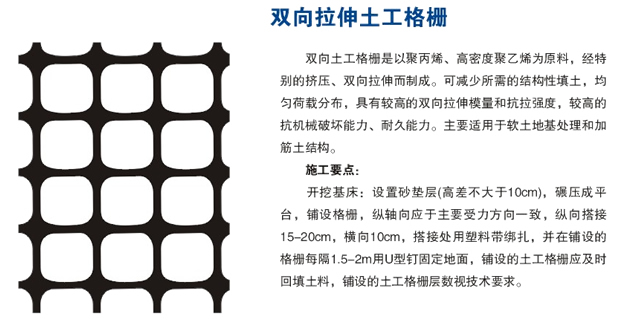 双向拉伸土工格栅
双向土工格栅是以聚丙烯、高密度聚乙烯为原料，经特
别的挤压、双向拉伸而制成。可减少所需的结构性填土，均
匀荷载分布，具有较高的双向拉伸模量和抗拉强度，较高的
抗机械破坏能力、耐久能力。主要适用于软土地基处理和加
筋土结构。
施工要点：
开挖基床：设置砂垫层(高差不大于10cm)，碾压成平
台，铺设格栅，纵轴向应于主要受力方向一致，纵向搭接
15-20cm，横向10cm，搭接处用塑料带绑扎，并在铺设的
格栅每隔1.5-2m用U型钉固定地面，铺设的土工格栅应及时
回填土料，铺设的土工格栅层数视技术要求。